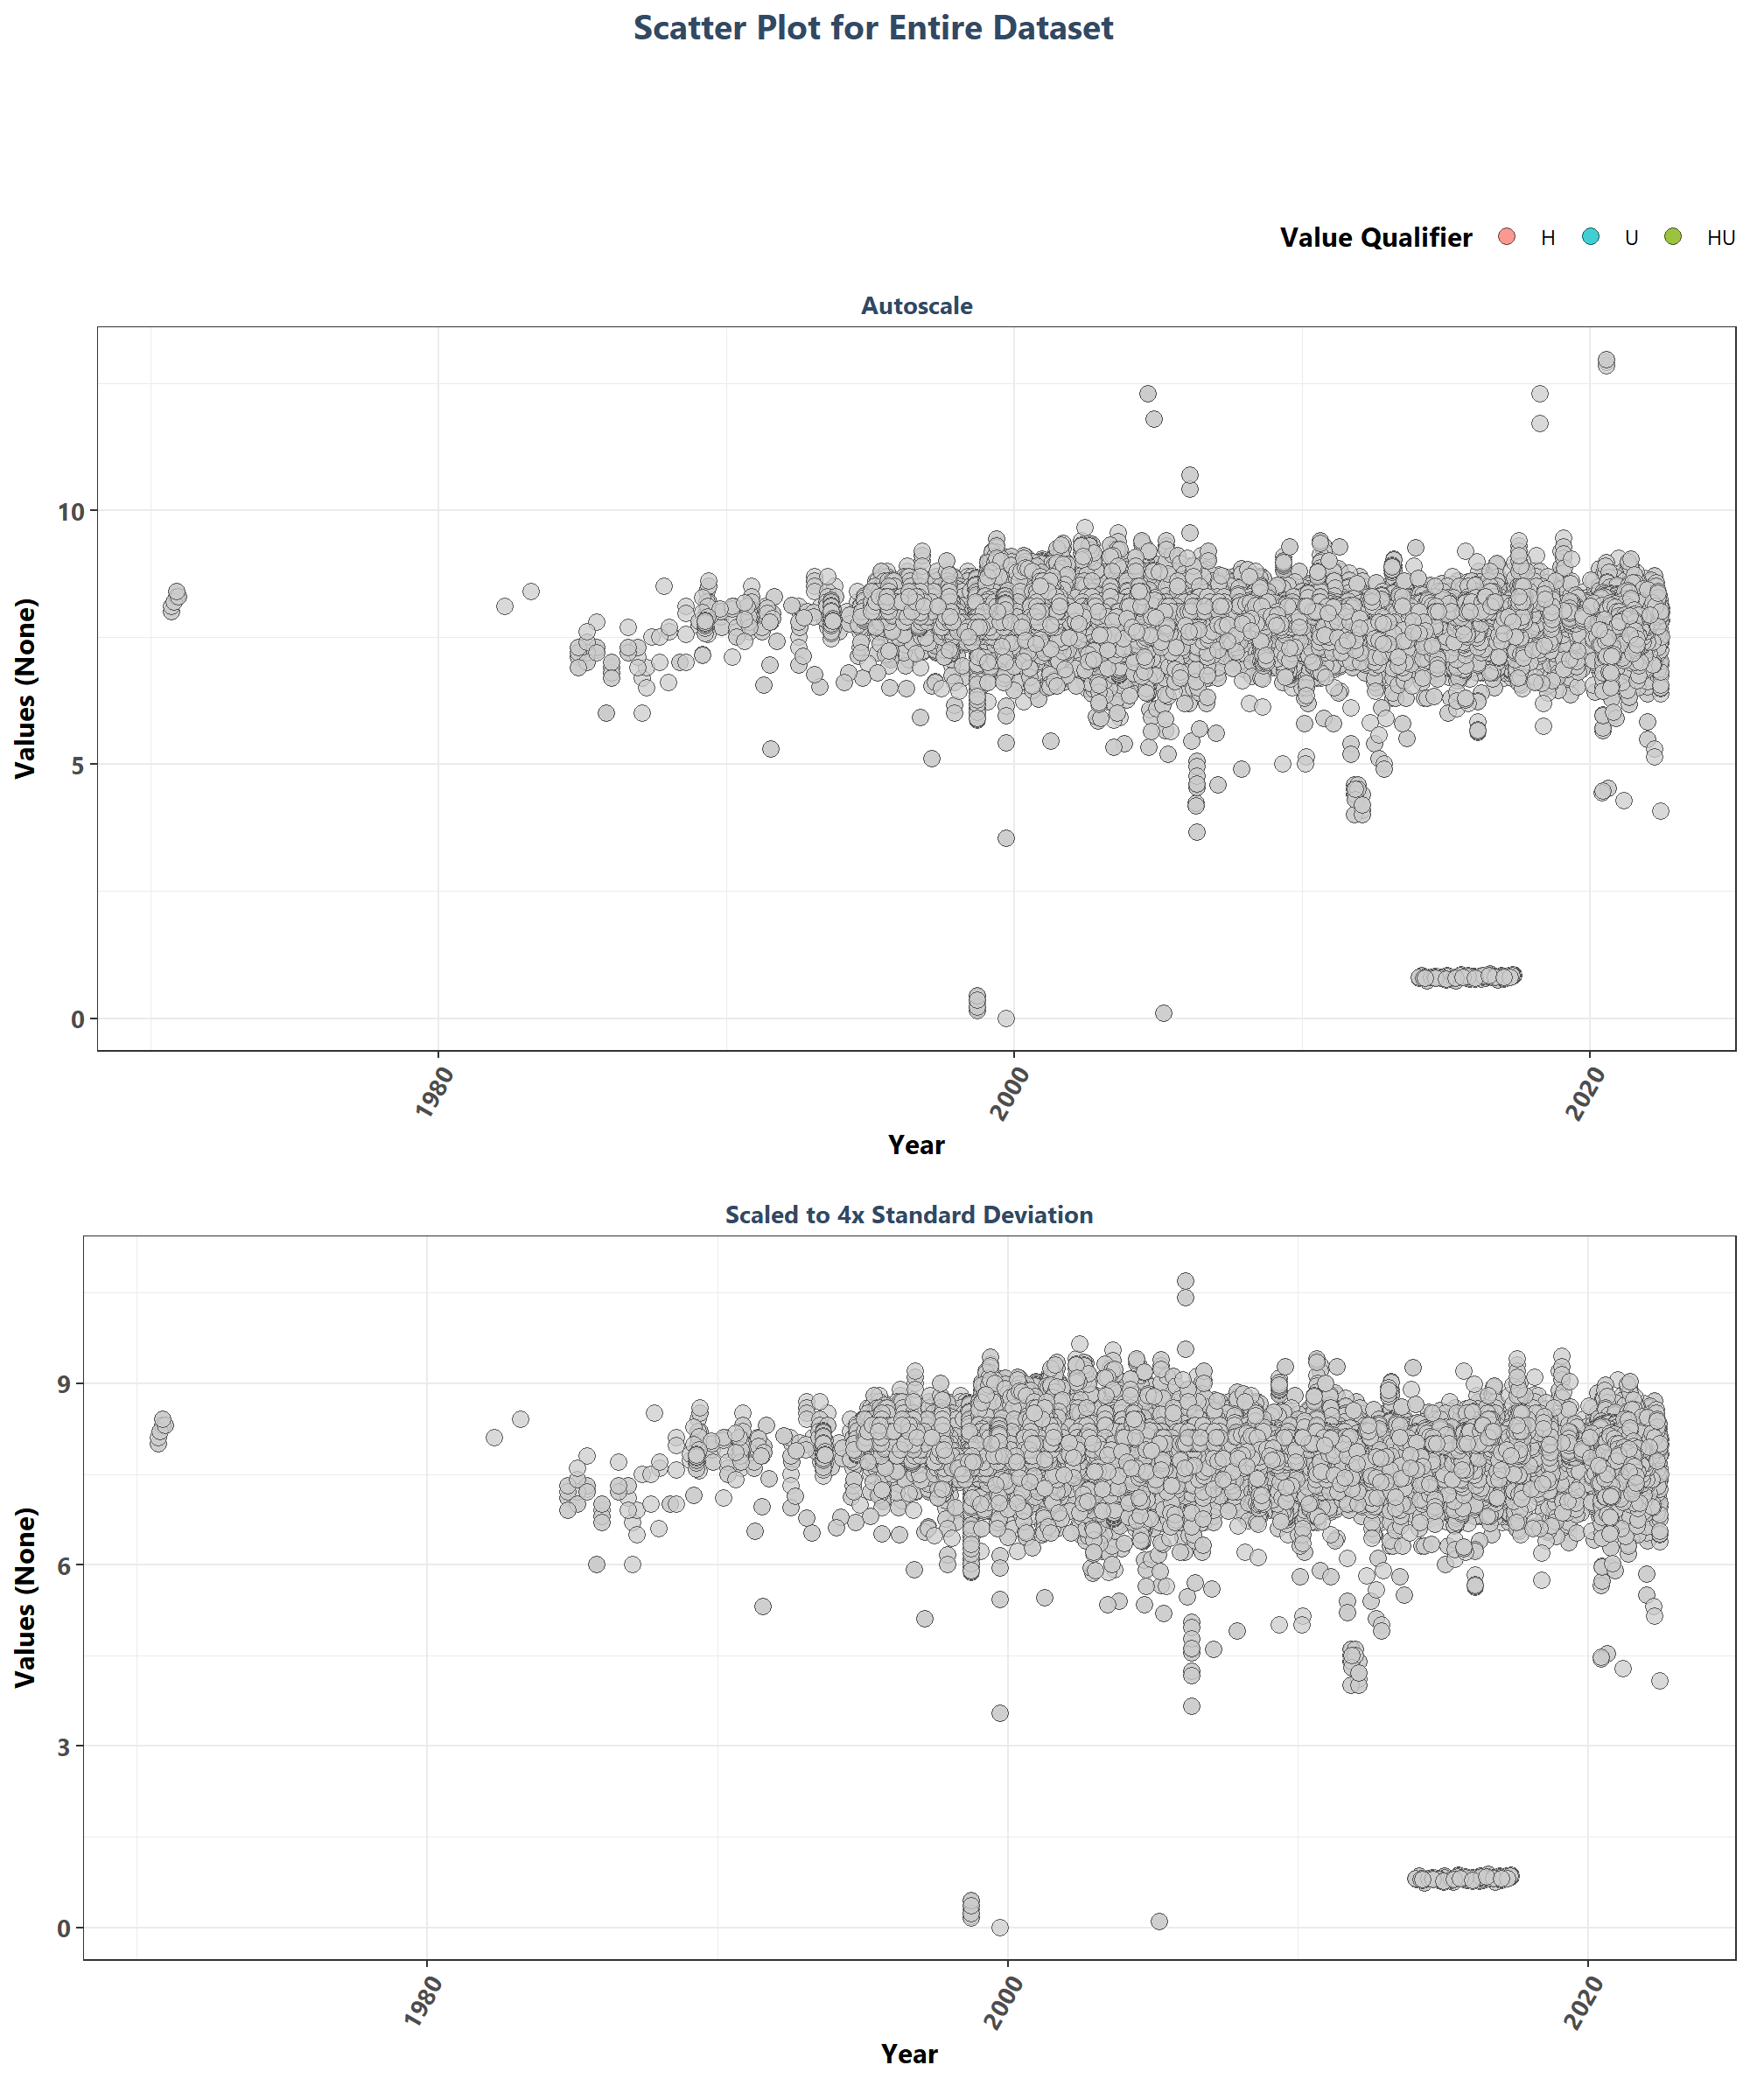 Scatter Plot for Entire Dataset
Value Qualifier H U HU
Autoscale
Values (None)
10
5
0
1980 2000 2020
Year
Scaled to 4x Standard Deviation
Values (None)
9
6
3
0
1980 2000 2020
Year